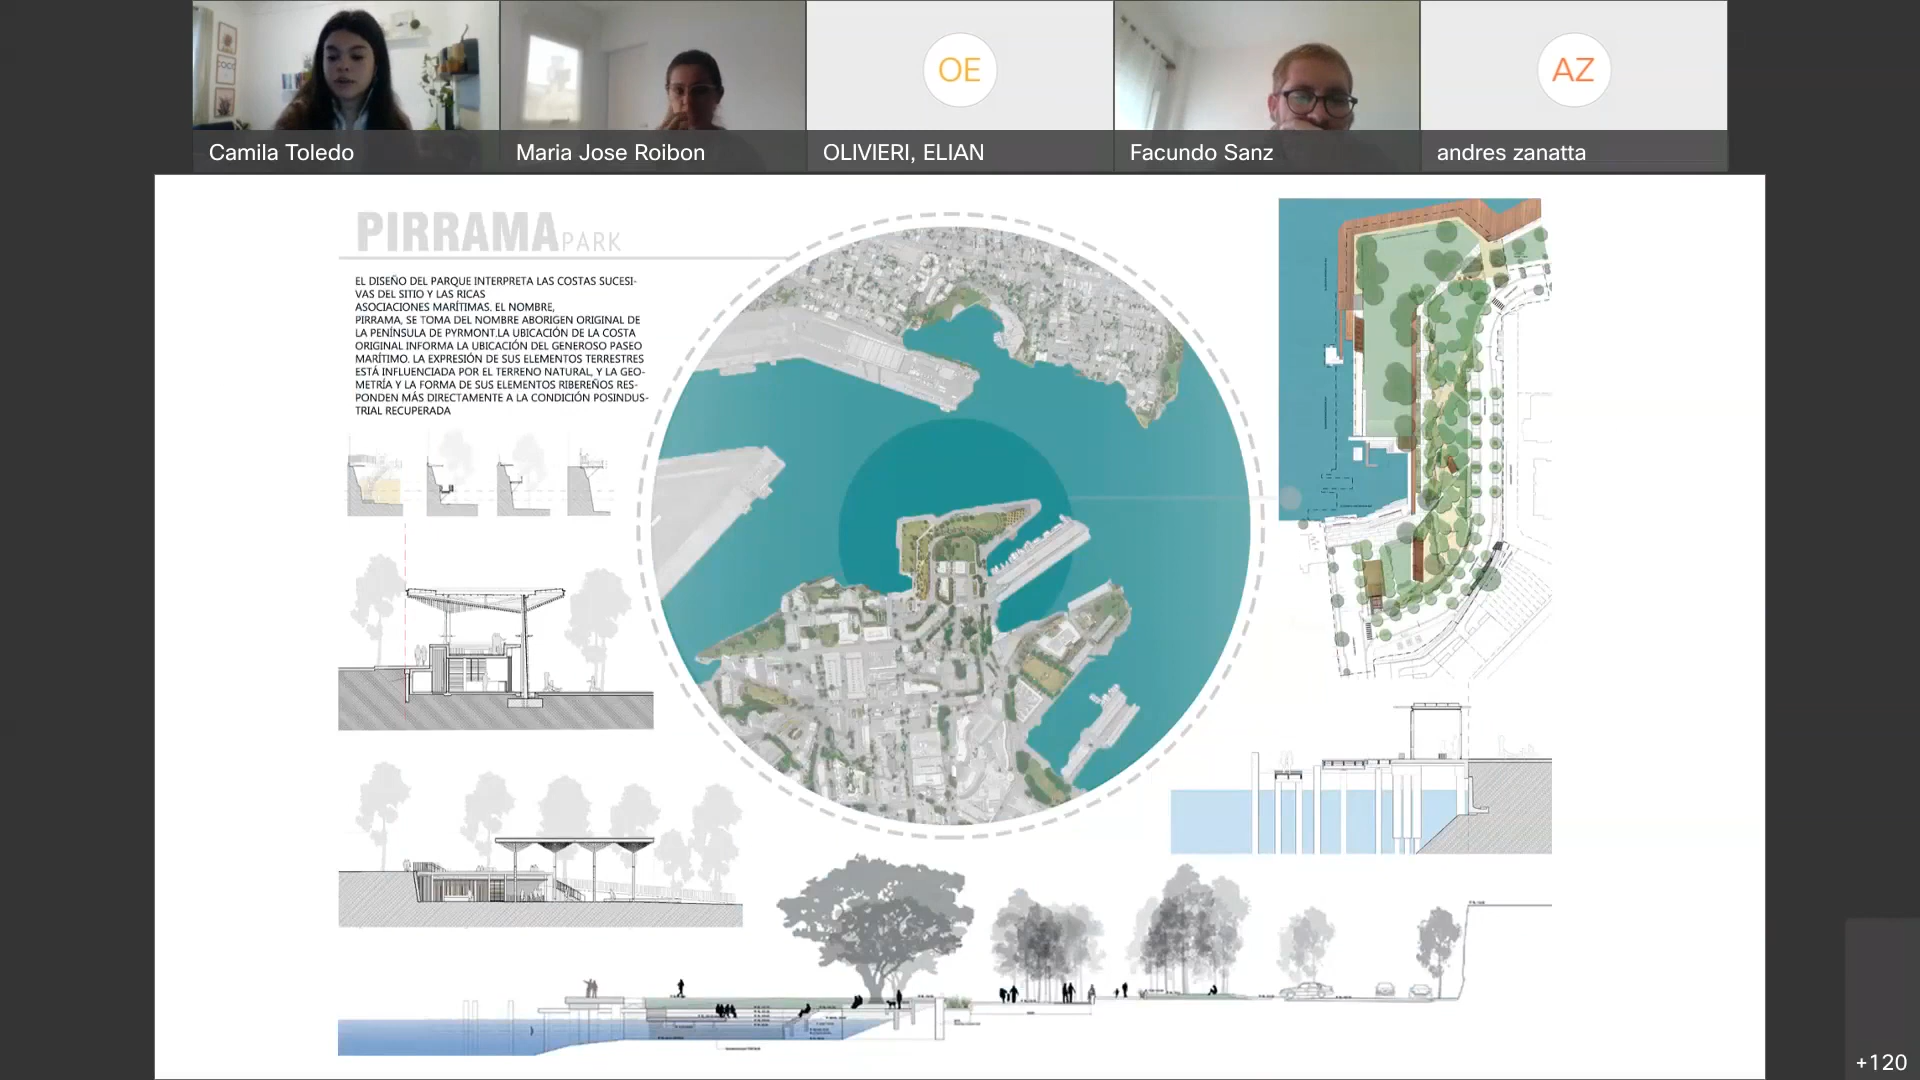 OE
AZ
Camila Toledo
Maria Jose Roibon
OLIVIERI, ELIAN
Facundo Sanz
andres zanatta
PIRRAMA PARK
EL DISEÑO DEL PARQUE INTERPRETA LAS COSTAS SUCESI-
VAS DEL SITIO Y LAS RICAS
ASOCIACIONES MARÍTIMAS. EL NOMBRE,
PIRRAMA, SE TOMA DEL NOMBRE ABORIGEN ORIGINAL DE
LA PENÍNSULA DE PYRMONT.LA UBICACIÓN DE LA COSTA
ORIGINAL INFORMA LA UBICACIÓN DEL GENEROSO PASEO
MARÍTIMO. LA EXPRESIÓN DE SUS ELEMENTOS TERRESTRES
ESTÁ INFLUENCIADA POR EL TERRENO NATURAL, Y LA GEO-
METRÍA Y LA FORMA DE SUS ELEMENTOS RIBEREÑOS RES-
PONDEN MÁS DIRECTAMENTE A LA CONDICIÓN POSINDUS-
TRIAL RECUPERADA
+120